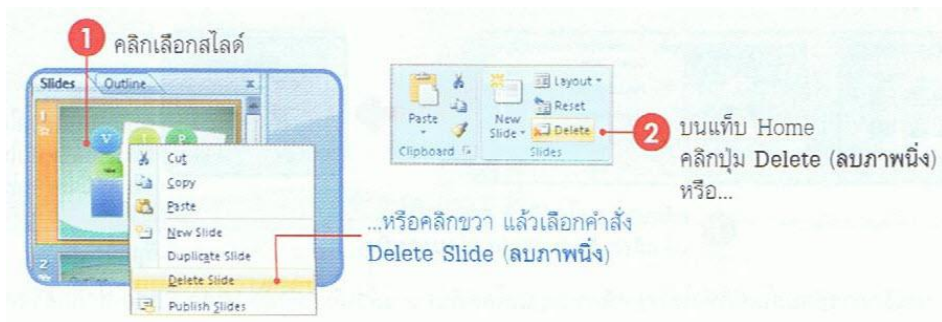 1 คลิกเลือกสไลด์
Slides Outline x
1
V I P
Cut
Copy
Paste
New Slide
Duplicate Slide
Delete Slide
Publish Slides
2
Paste
Clipboard
New Slide
Layout
Reset
Delete
Slides
2 บนแท็บ Home
คลิกปุ่ม Delete (ลบภาพนิ่ง)
หรือ...
...หรือคลิกขวา แล้วเลือกคำสั่ง
Delete Slide (ลบภาพนิ่ง)